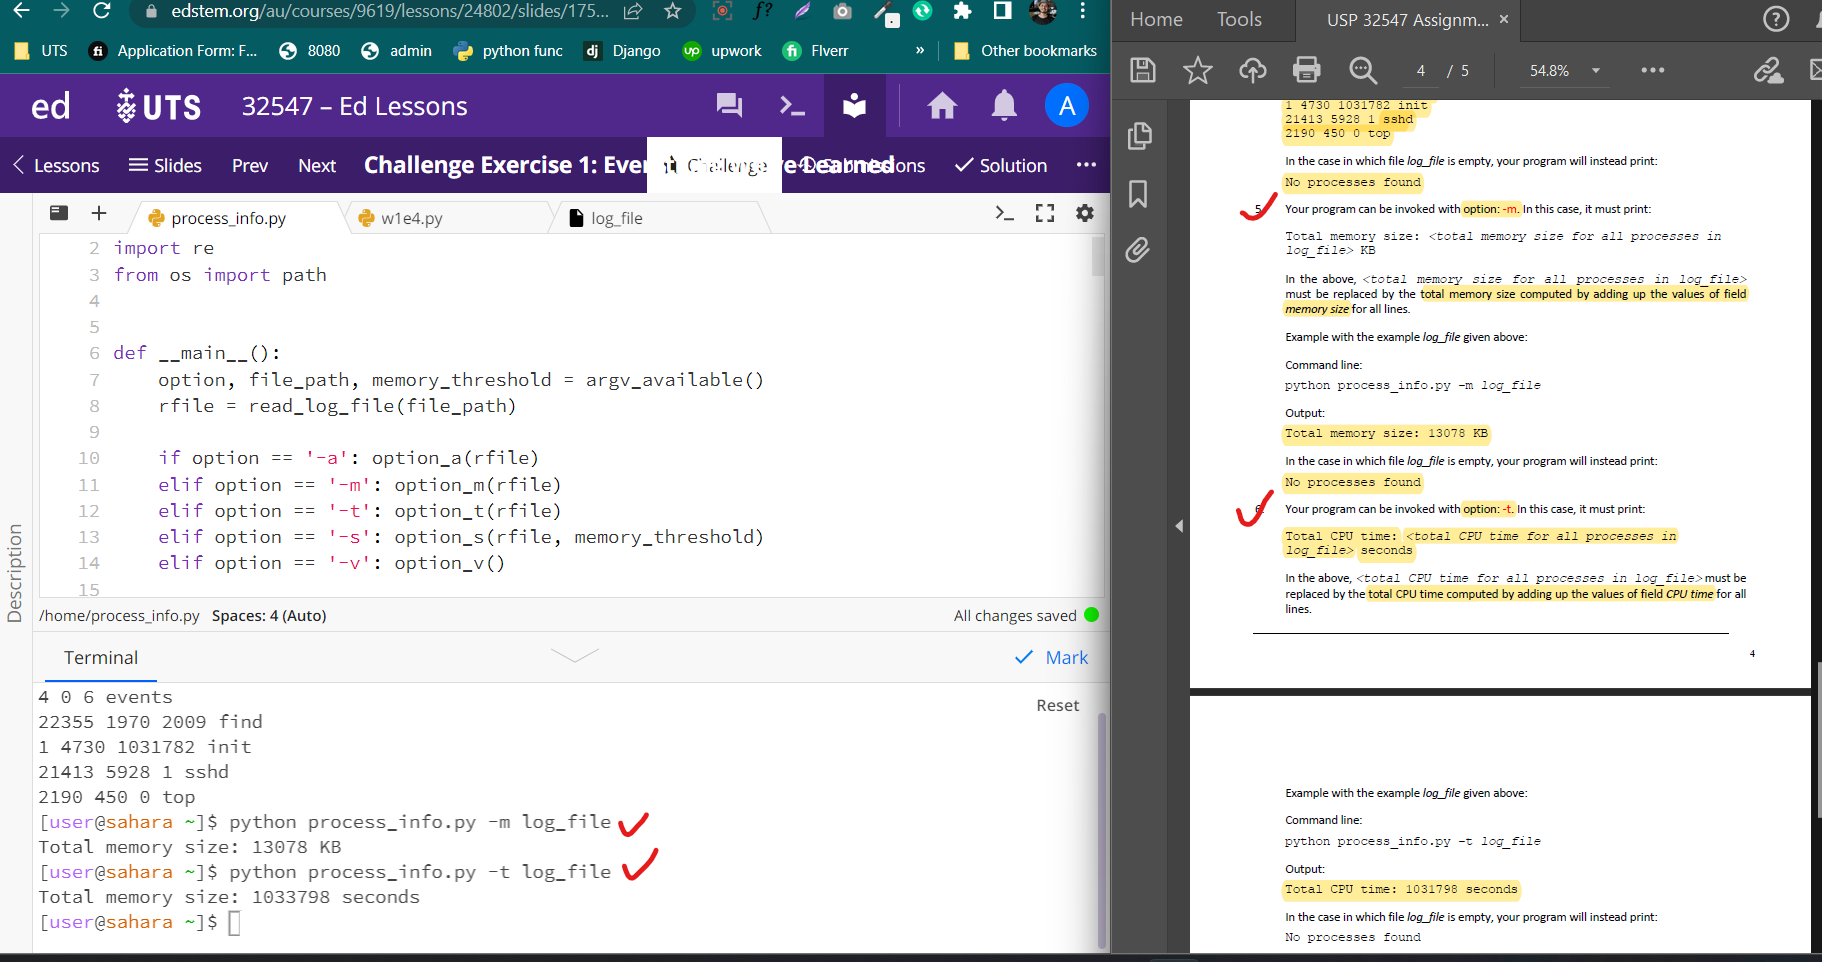 edstem.org/au/courses/9619/lessons/24802/slides/175...
UTS
Application Form: F...
8080
admin
python func
Django
upwork
FIverr
»
Other bookmarks
ed
UTS
32547 – Ed Lessons
A
Lessons
Slides
Prev
Next
Challenge Exercise 1: Ever
Challenge
ve Learned
Solution
process_info.py
w1e4.py
log_file
2 import re
3 from os import path
4
5
6 def __main__():
7 option, file_path, memory_threshold = argv_available()
8 rfile = read_log_file(file_path)
9
10 if option == '-a': option_a(rfile)
11 elif option == '-m': option_m(rfile)
12 elif option == '-t': option_t(rfile)
13 elif option == '-s': option_s(rfile, memory_threshold)
14 elif option == '-v': option_v()
15
Description
/home/process_info.py Spaces: 4 (Auto)
All changes saved
Terminal
Mark
Reset
4 0 6 events
22355 1970 2009 find
1 4730 1031782 init
21413 5928 1 sshd
2190 450 0 top
[user@sahara ~]$ python process_info.py -m log_file
Total memory size: 13078 KB
[user@sahara ~]$ python process_info.py -t log_file
Total memory size: 1033798 seconds
[user@sahara ~]$
Home
Tools
USP 32547 Assignm... ×
4 / 5
54.8%
1 4730 1031782 init
21413 5928 1 sshd
2190 450 0 top
In the case in which file log_file is empty, your program will instead print:
No processes found
5. Your program can be invoked with option: -m. In this case, it must print:
Total memory size: <total memory size for all processes in
log_file> KB
In the above, <total memory size for all processes in log_file>
must be replaced by the total memory size computed by adding up the values of field
memory size for all lines.
Example with the example log_file given above:
Command line:
python process_info.py -m log_file
Output:
Total memory size: 13078 KB
In the case in which file log_file is empty, your program will instead print:
No processes found
6. Your program can be invoked with option: -t. In this case, it must print:
Total CPU time: <total CPU time for all processes in
log_file> seconds
In the above, <total CPU time for all processes in log_file> must be
replaced by the total CPU time computed by adding up the values of field CPU time for all
lines.
4
Example with the example log_file given above:
Command line:
python process_info.py -t log_file
Output:
Total CPU time: 1031798 seconds
In the case in which file log_file is empty, your program will instead print:
No processes found